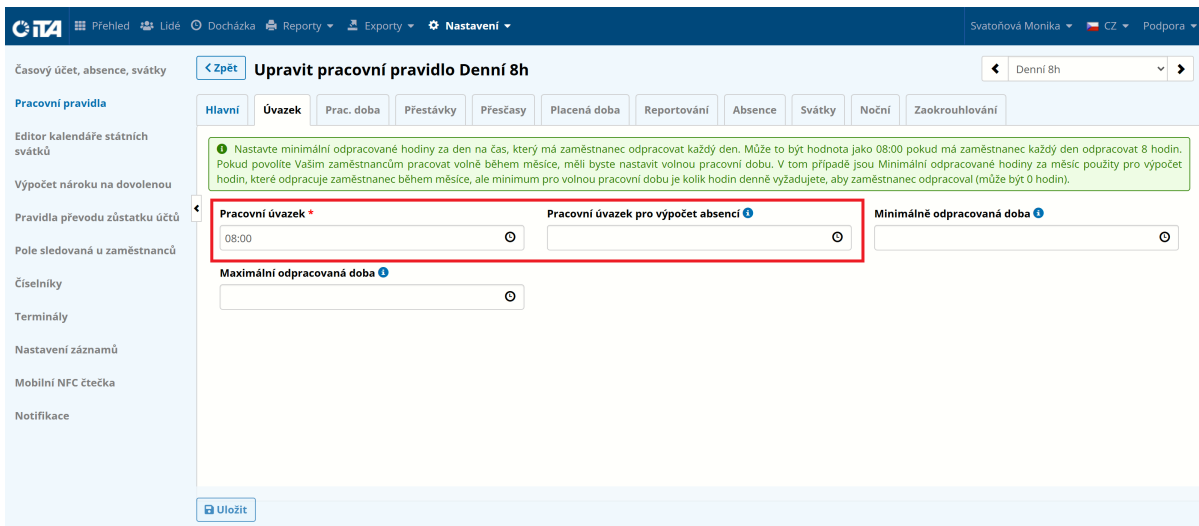 GiTA Přehled Lidé Docházka Reporty Exporty Nastavení Svatoňová Monika CZ Podpora
Časový účet, absence, svátky
Pracovní pravidla
Editor kalendáře státních
svátků
Výpočet nároku na dovolenou
Pravidla převodu zůstatku účtů
Pole sledovaná u zaměstnanců
Číselníky
Terminály
Nastavení záznamů
Mobilní NFC čtečka
Notifikace
Zpět Upravit pracovní pravidlo Denní 8h Denní 8h
Hlavní Úvazek Prac. doba Přestávky Přesčasy Placená doba Reportování Absence Svátky Noční Zaokrouhlování
Nastavte minimální odpracované hodiny za den na čas, který má zaměstnanec odpracovat každý den. Může to být hodnota jako 08:00 pokud má zaměstnanec každý den odpracovat 8 hodin.
Pokud povolíte Vašim zaměstnancům pracovat volně během měsíce, měli byste nastavit volnou pracovní dobu. V tom případě jsou Minimální odpracované hodiny za měsíc použity pro výpočet
hodin, které odpracuje zaměstnanec během měsíce, ale minimum pro volnou pracovní dobu je kolik hodin denně vyžadujete, aby zaměstnanec odpracoval (může být 0 hodin).
Pracovní úvazek * Pracovní úvazek pro výpočet absencí Minimálně odpracovaná doba
08:00
Maximální odpracovaná doba
Uložit